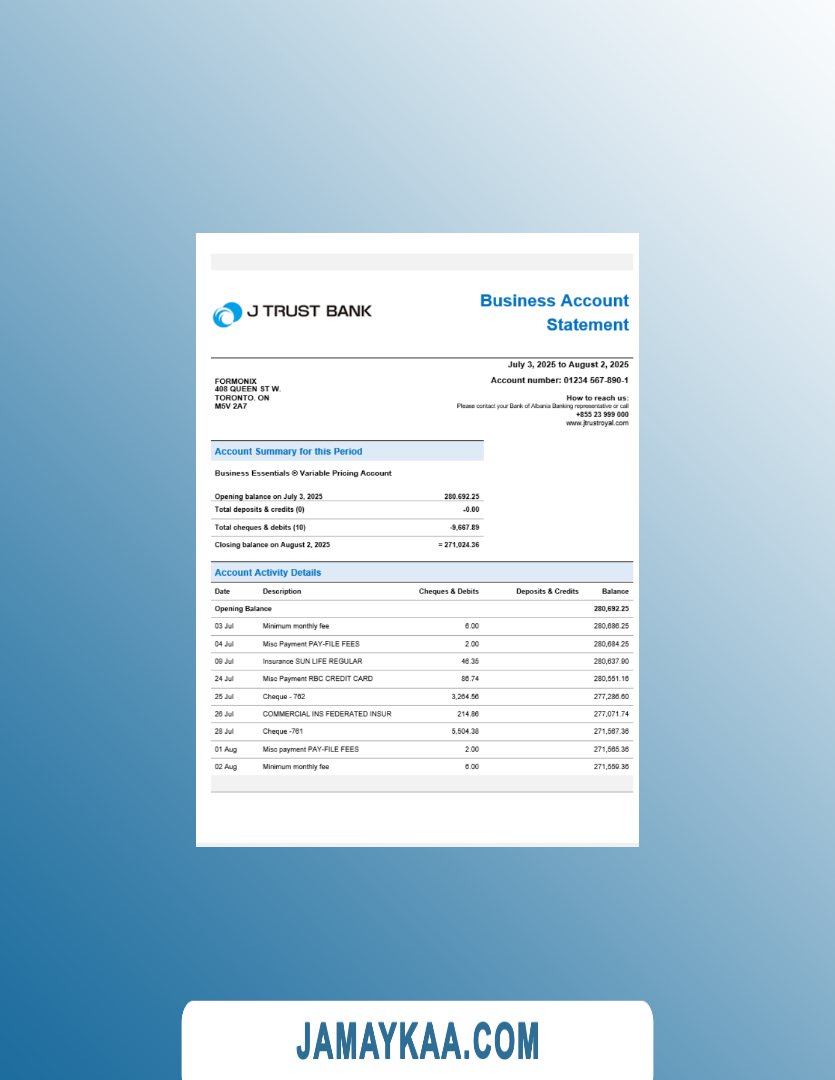 J TRUST BANK
Business Account
Statement
July 3, 2025 to August 2, 2025
Account number: 01234 567-890-1
FORMONIX
408 QUEEN ST W.
TORONTO, ON
M5V 2A7
How to reach us:
Please contact your Bank of Albania Banking representative or call
+855 23 999 000
www.jtrustroyal.com
Account Summary for this Period
Business Essentials ® Variable Pricing Account
Opening balance on July 3, 2025 280.692.25
Total deposits & credits (0) -0.00
Total cheques & debits (10) -9,667.89
Closing balance on August 2, 2025 = 271,024.36
Account Activity Details
Date Description Cheques & Debits Deposits & Credits Balance
Opening Balance 280,692.25
03 Jul Minimum monthly fee 6.00 280,686.25
04 Jul Misc Payment PAY-FILE FEES 2.00 280,684.25
09 Jul Insurance SUN LIFE REGULAR 46.35 280,637.90
24 Jul Misc Payment RBC CREDIT CARD 86.74 280,551.16
25 Jul Cheque - 762 3,264.56 277,286.60
26 Jul COMMERCIAL INS FEDERATED INSUR 214.86 277,071.74
28 Jul Cheque -761 5,504.38 271,567.36
01 Aug Misc payment PAY-FILE FEES 2.00 271,565.36
02 Aug Minimum monthly fee 6.00 271,559.36
JAMAYKAA.COM